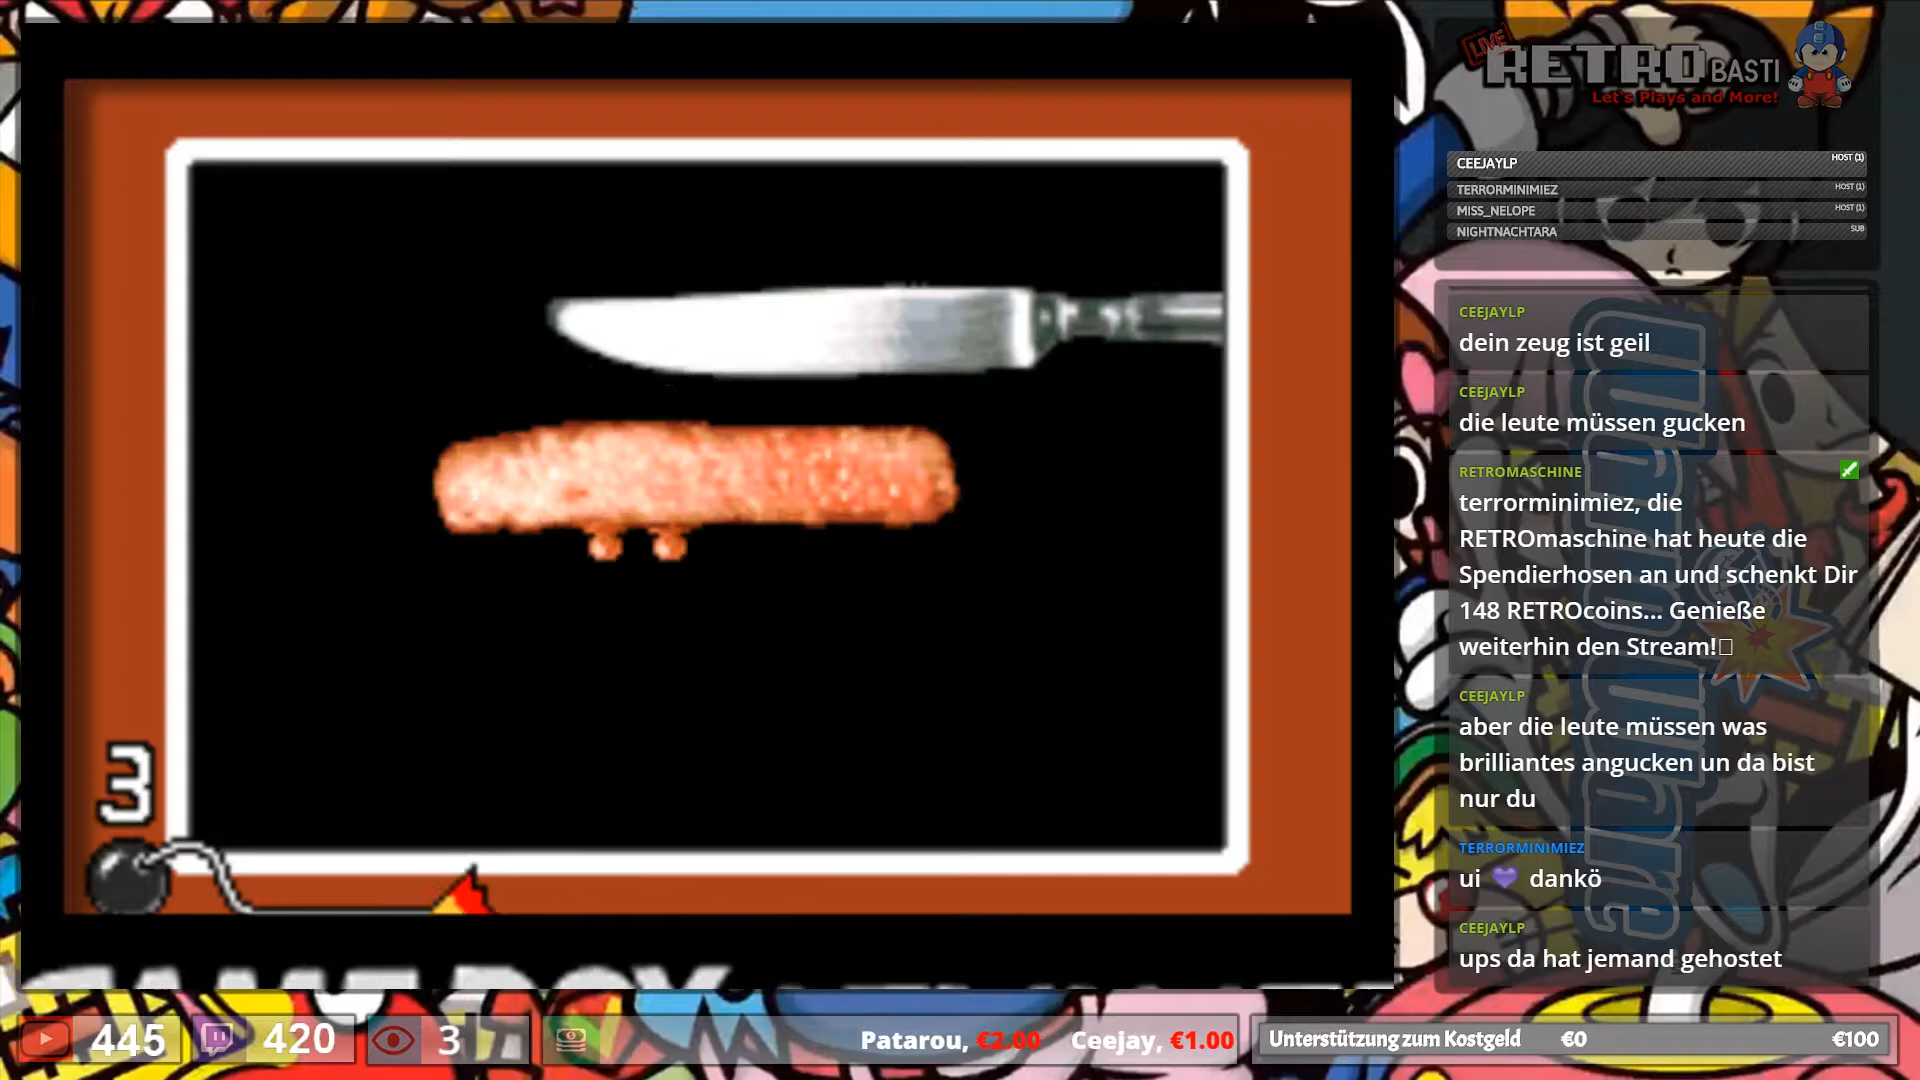 LIVE
RETRO BASTI
Let's Plays and More!
CEEJAYLP HOST (1)
TERRORMINIMIEZ HOST (1)
MISS_NELOPE HOST (1)
NIGHTNACHTARA SUB
CEEJAYLP
dein zeug ist geil
CEEJAYLP
die leute müssen gucken
RETROMASCHINE
terrorminimiez, die
RETROmaschine hat heute die
Spendierhosen an und schenkt Dir
148 RETROcoins... Genieße
weiterhin den Stream!
CEEJAYLP
aber die leute müssen was
brilliantes angucken un da bist
nur du
TERRORMINIMIEZ
ui 💜 dankö
CEEJAYLP
ups da hat jemand gehostet
3
445
420
3
Patarou, €2.00 Ceejay, €1.00
Unterstützung zum Kostgeld €0 €100